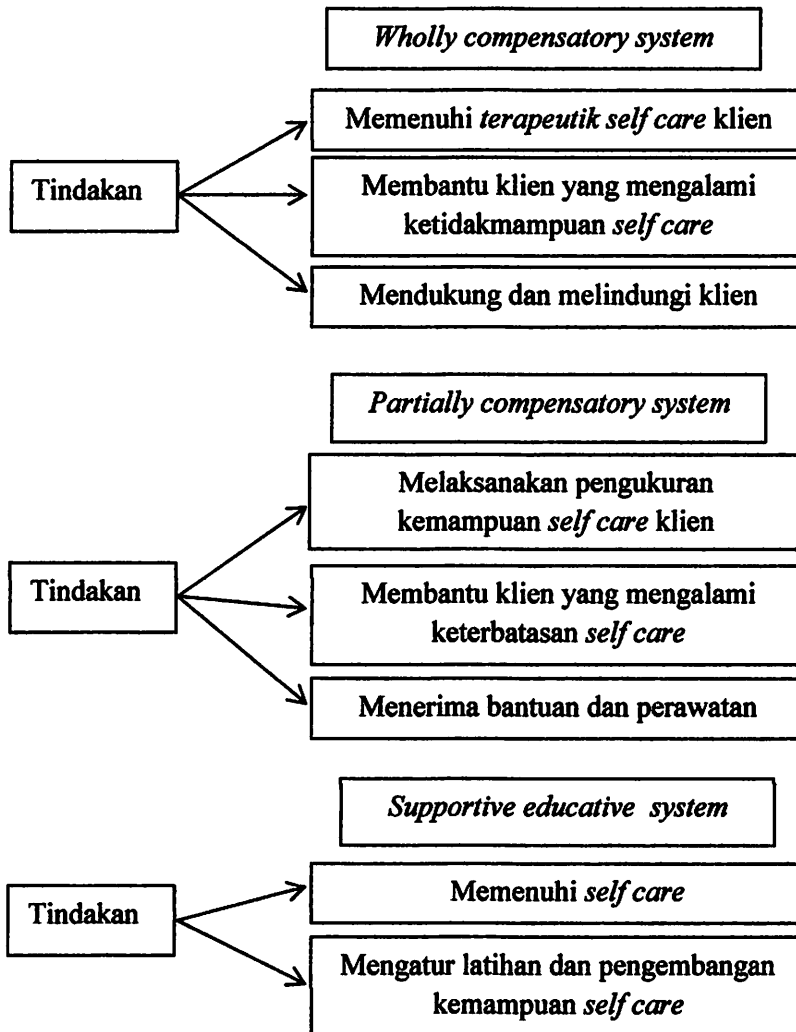 Wholly compensatory system
Tindakan
Memenuhi terapeutik self care klien
Membantu klien yang mengalami
ketidakmampuan self care
Mendukung dan melindungi klien
Partially compensatory system
Tindakan
Melaksanakan pengukuran
kemampuan self care klien
Membantu klien yang mengalami
keterbatasan self care
Menerima bantuan dan perawatan
Supportive educative system
Tindakan
Memenuhi self care
Mengatur latihan dan pengembangan
kemampuan self care